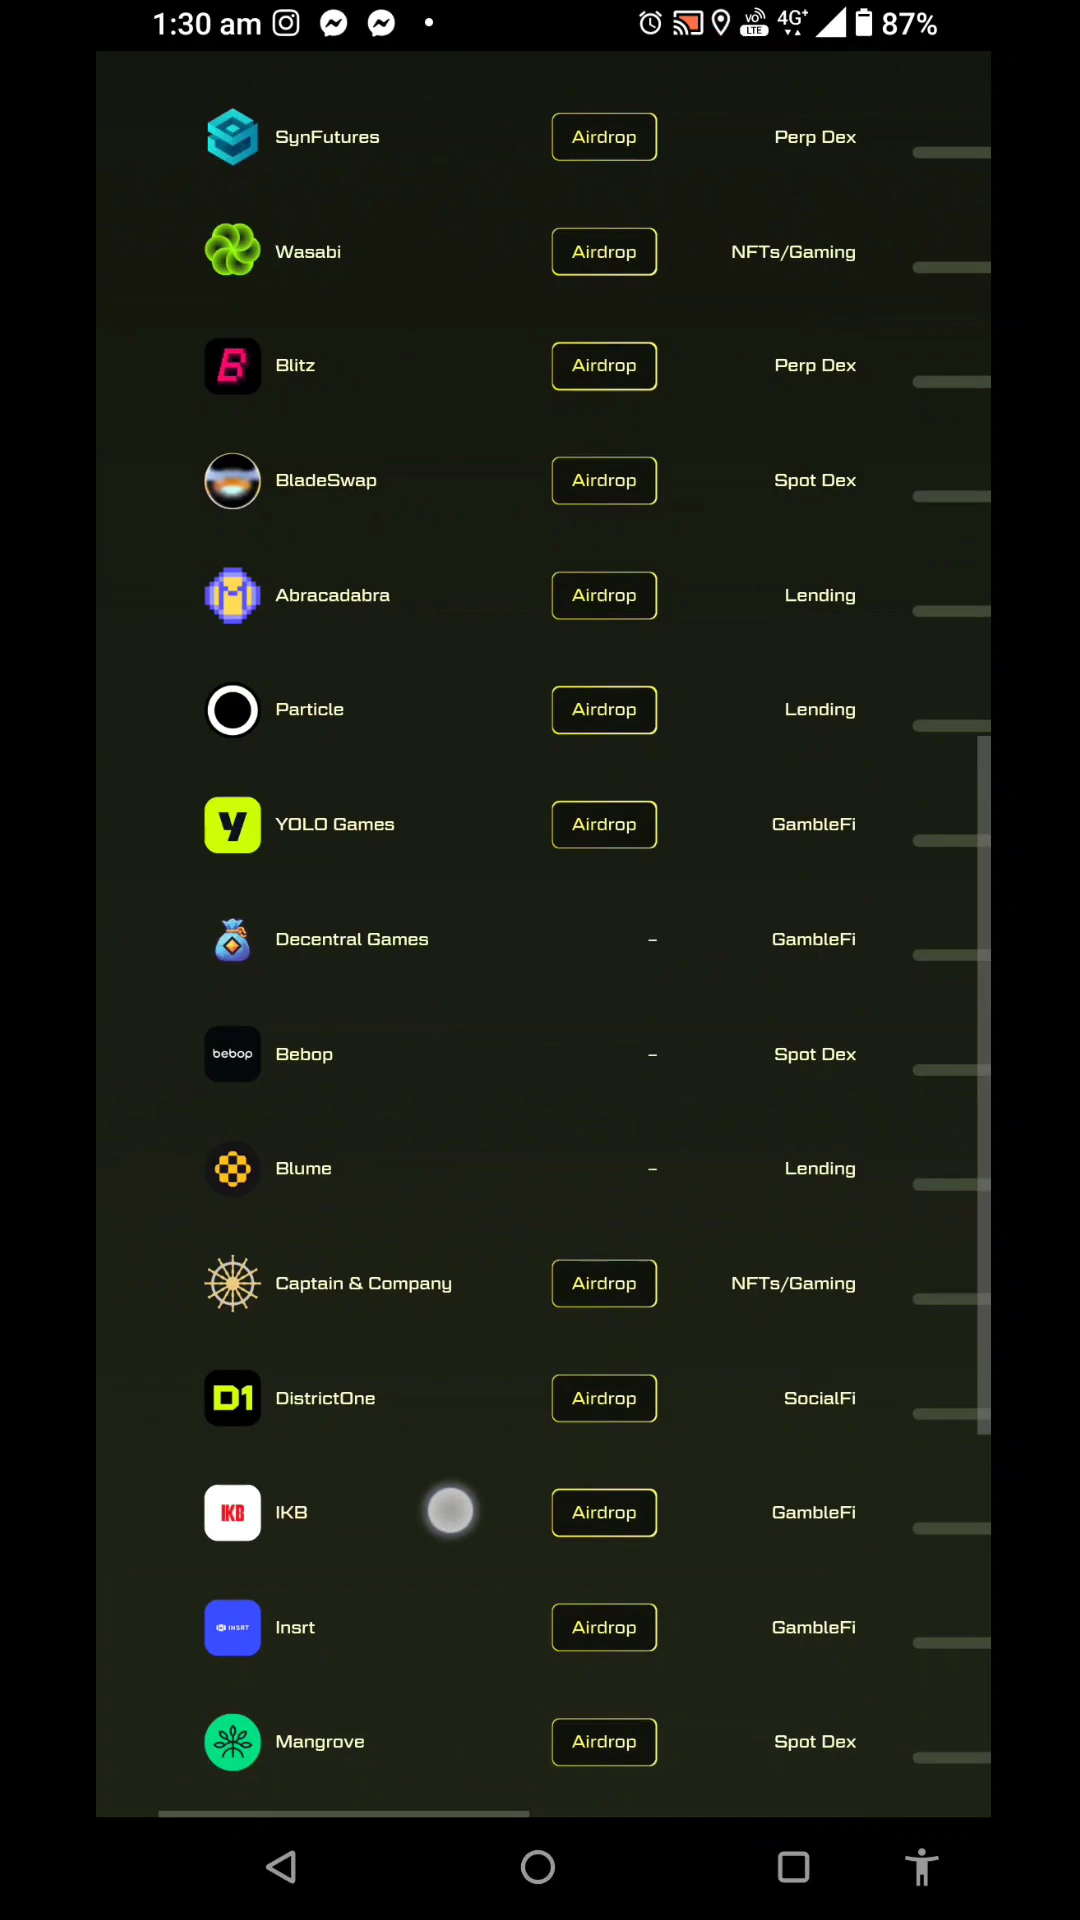 1:30 am VO LTE 4G+ 87%
SynFutures Airdrop Perp Dex
Wasabi Airdrop NFTs/Gaming
Blitz Airdrop Perp Dex
BladeSwap Airdrop Spot Dex
Abracadabra Airdrop Lending
Particle Airdrop Lending
YOLO Games Airdrop GambleFi
Decentral Games – GambleFi
bebop Bebop – Spot Dex
Blume – Lending
Captain & Company Airdrop NFTs/Gaming
D1 DistrictOne Airdrop SocialFi
IKB IKB Airdrop GambleFi
INSRT Insrt Airdrop GambleFi
Mangrove Airdrop Spot Dex